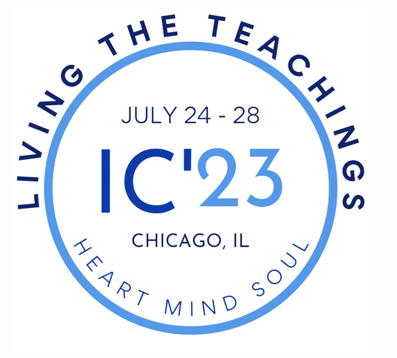 LIVING THE TEACHINGS
JULY 24 - 28
IC'23
CHICAGO, IL
HEART MIND SOUL